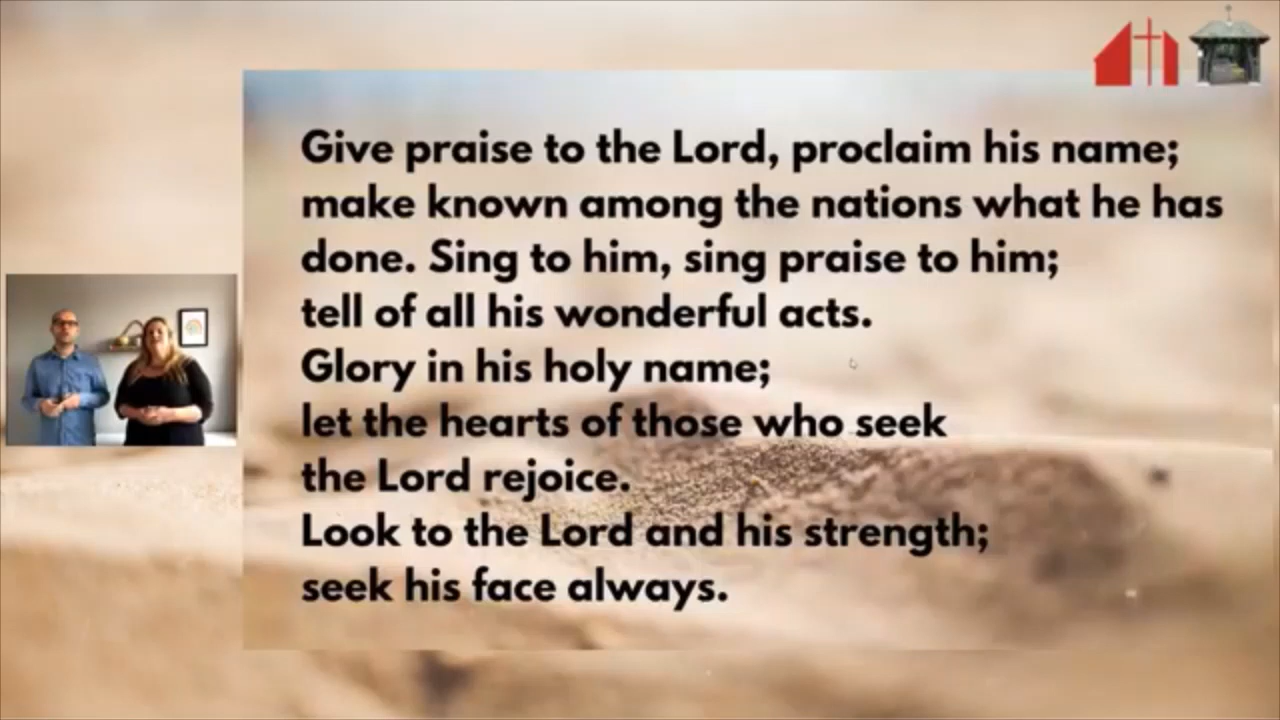 Give praise to the Lord, proclaim his name;
make known among the nations what he has
done. Sing to him, sing praise to him;
tell of all his wonderful acts.
Glory in his holy name;
let the hearts of those who seek
the Lord rejoice.
Look to the Lord and his strength;
seek his face always.